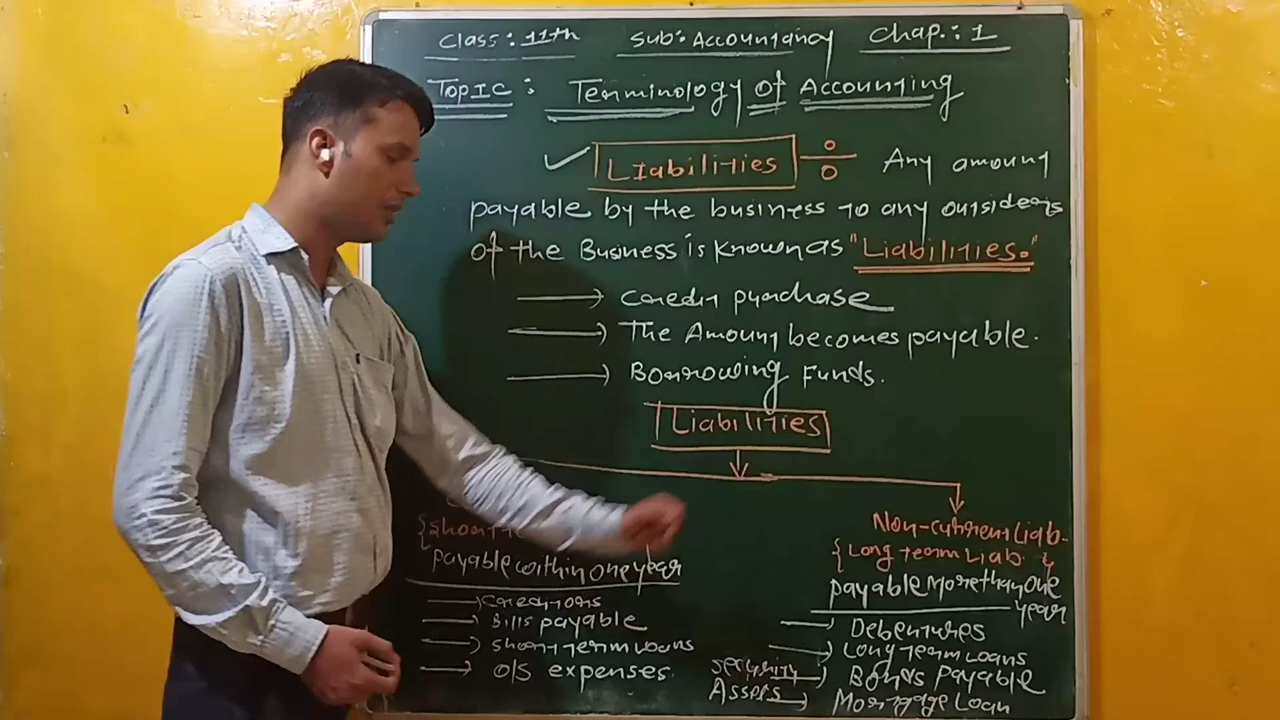 Class: 11th Sub: Accountancy Chap.: 1
Topic: Terminology of Accounting
✓ Liabilities ÷ Any amount
payable by the business to any outsiders
of the Business is known as "Liabilities."
→ Credit purchase
→ The Amount becomes payable.
→ Borrowing Funds.
Liabilities
{Short
payable within one year
→ Creditors
→ Bills payable
→ Short term Loans
→ O/S expenses.
Non-current Liab.
{Long Term Liab. }
payable More than One
year
→ Debentures
→ Long Term Loans
security → Bonds Payable
Assets → Mortgage Loan